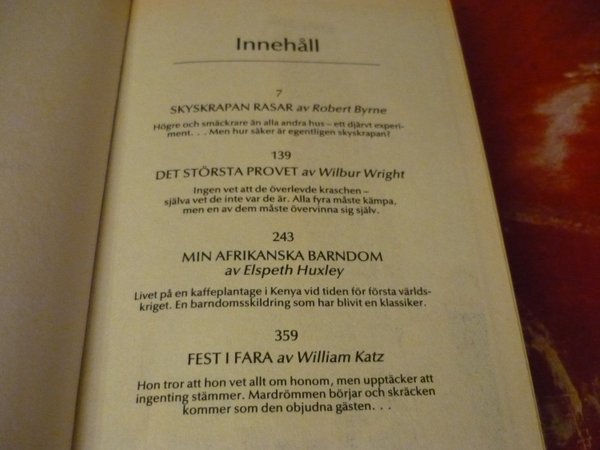 Innehåll
7
SKYSKRAPAN RASAR av Robert Byrne
Högre och smäckrare än alla andra hus – ett djärvt experi-
ment. . . Men hur säker är egentligen skyskrapan?
139
DET STÖRSTA PROVET av Wilbur Wright
Ingen vet att de överlevde kraschen –
själva vet de inte var de är. Alla fyra måste kämpa,
men en av dem måste övervinna sig själv.
243
MIN AFRIKANSKA BARNDOM
av Elspeth Huxley
Livet på en kaffeplantage i Kenya vid tiden för första världs-
kriget. En barndomsskildring som har blivit en klassiker.
359
FEST I FARA av William Katz
Hon tror att hon vet allt om honom, men upptäcker att
ingenting stämmer. Mardrömmen börjar och skräcken
kommer som den objudna gästen. . .